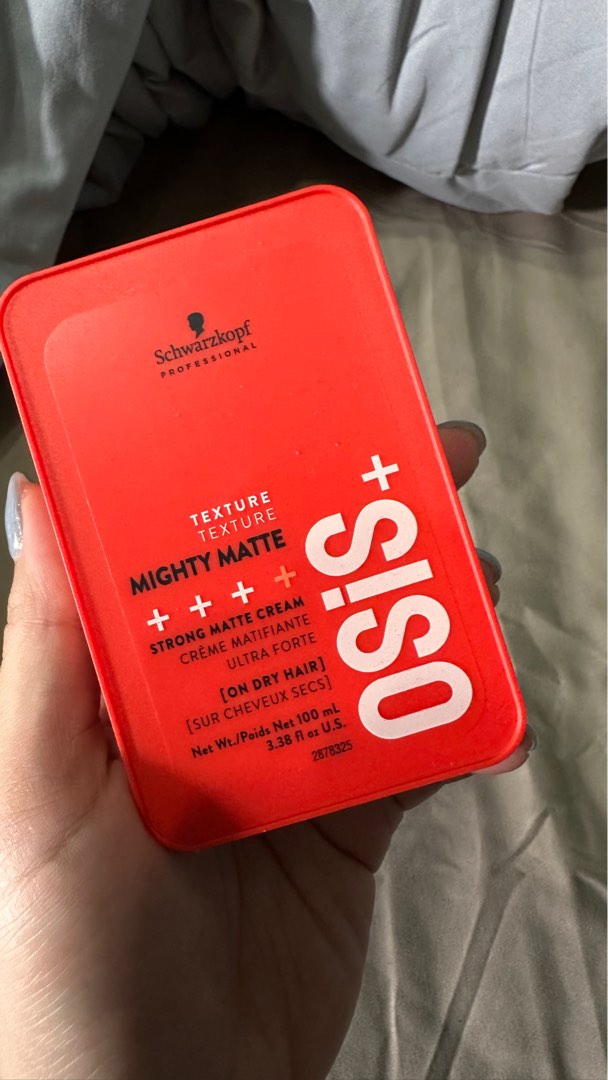 Schwarzkopf
PROFESSIONAL
TEXTURE
TEXTURE
MIGHTY MATTE
+ + + +
STRONG MATTE CREAM
CRÈME MATIFIANTE
ULTRA FORTE
[ON DRY HAIR]
[SUR CHEVEUX SECS]
Net Wt./Poids Net 100 mL
3.38 fl oz U.S.
2878325
OSiS+